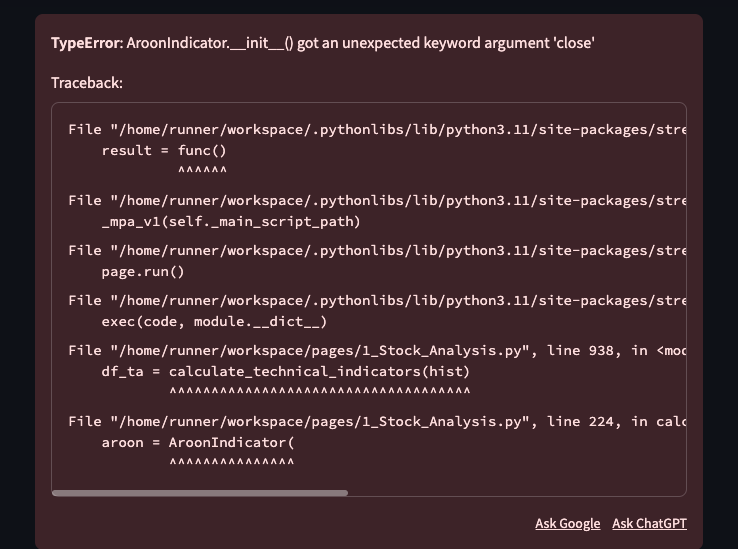 TypeError: AroonIndicator.__init__() got an unexpected keyword argument 'close'
Traceback:
File "/home/runner/workspace/.pythonlibs/lib/python3.11/site-packages/stre
    result = func()
             ^^^^^^
File "/home/runner/workspace/.pythonlibs/lib/python3.11/site-packages/stre
    _mpa_v1(self._main_script_path)
File "/home/runner/workspace/.pythonlibs/lib/python3.11/site-packages/stre
    page.run()
File "/home/runner/workspace/.pythonlibs/lib/python3.11/site-packages/stre
    exec(code, module.__dict__)
File "/home/runner/workspace/pages/1_Stock_Analysis.py", line 938, in <mod
    df_ta = calculate_technical_indicators(hist)
            ^^^^^^^^^^^^^^^^^^^^^^^^^^^^^^^^^^^^
File "/home/runner/workspace/pages/1_Stock_Analysis.py", line 224, in calc
    aroon = AroonIndicator(
            ^^^^^^^^^^^^^^^
Ask Google Ask ChatGPT